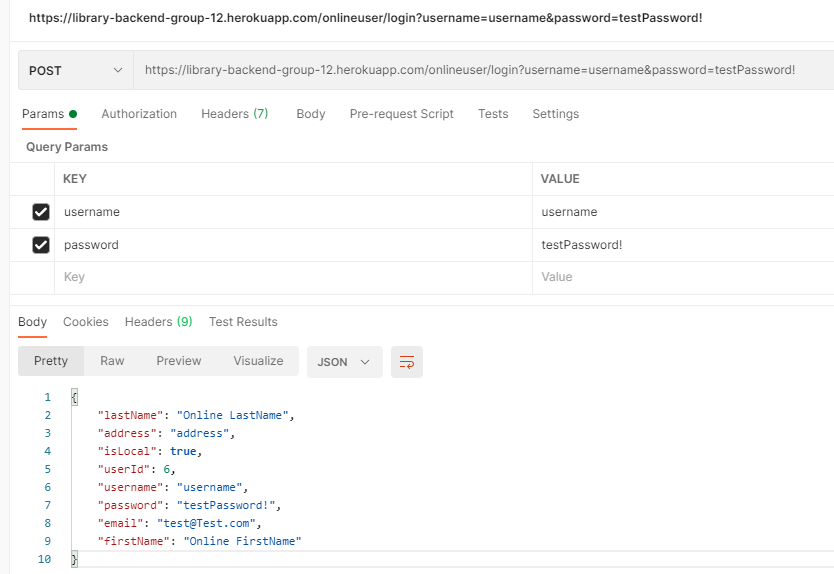 https://library-backend-group-12.herokuapp.com/onlineuser/login?username=username&password=testPassword!
POST https://library-backend-group-12.herokuapp.com/onlineuser/login?username=username&password=testPassword!
Params Authorization Headers (7) Body Pre-request Script Tests Settings
Query Params
KEY VALUE
username username
password testPassword!
Key Value
Body Cookies Headers (9) Test Results
Pretty Raw Preview Visualize JSON
1 {
2 "lastName": "Online LastName",
3 "address": "address",
4 "isLocal": true,
5 "userId": 6,
6 "username": "username",
7 "password": "testPassword!",
8 "email": "test@Test.com",
9 "firstName": "Online FirstName"
10 }